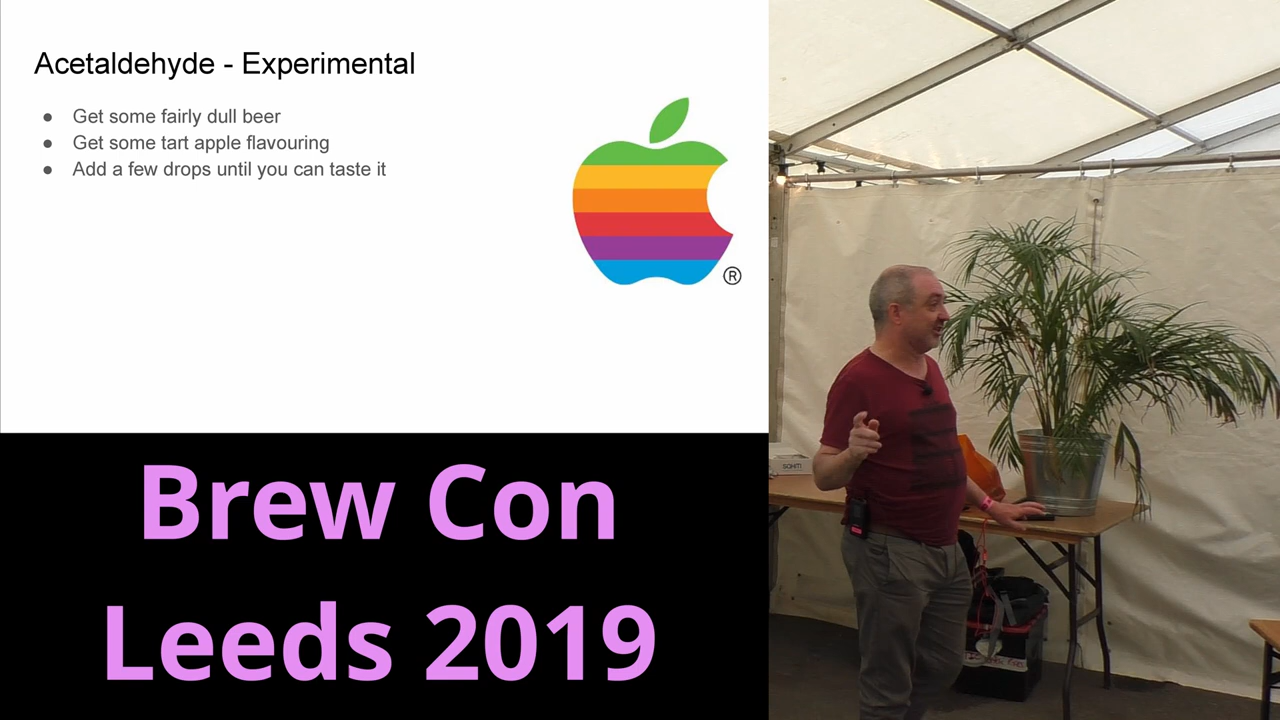 Acetaldehyde - Experimental
● Get some fairly dull beer
● Get some tart apple flavouring
● Add a few drops until you can taste it
®
Brew Con
Leeds 2019